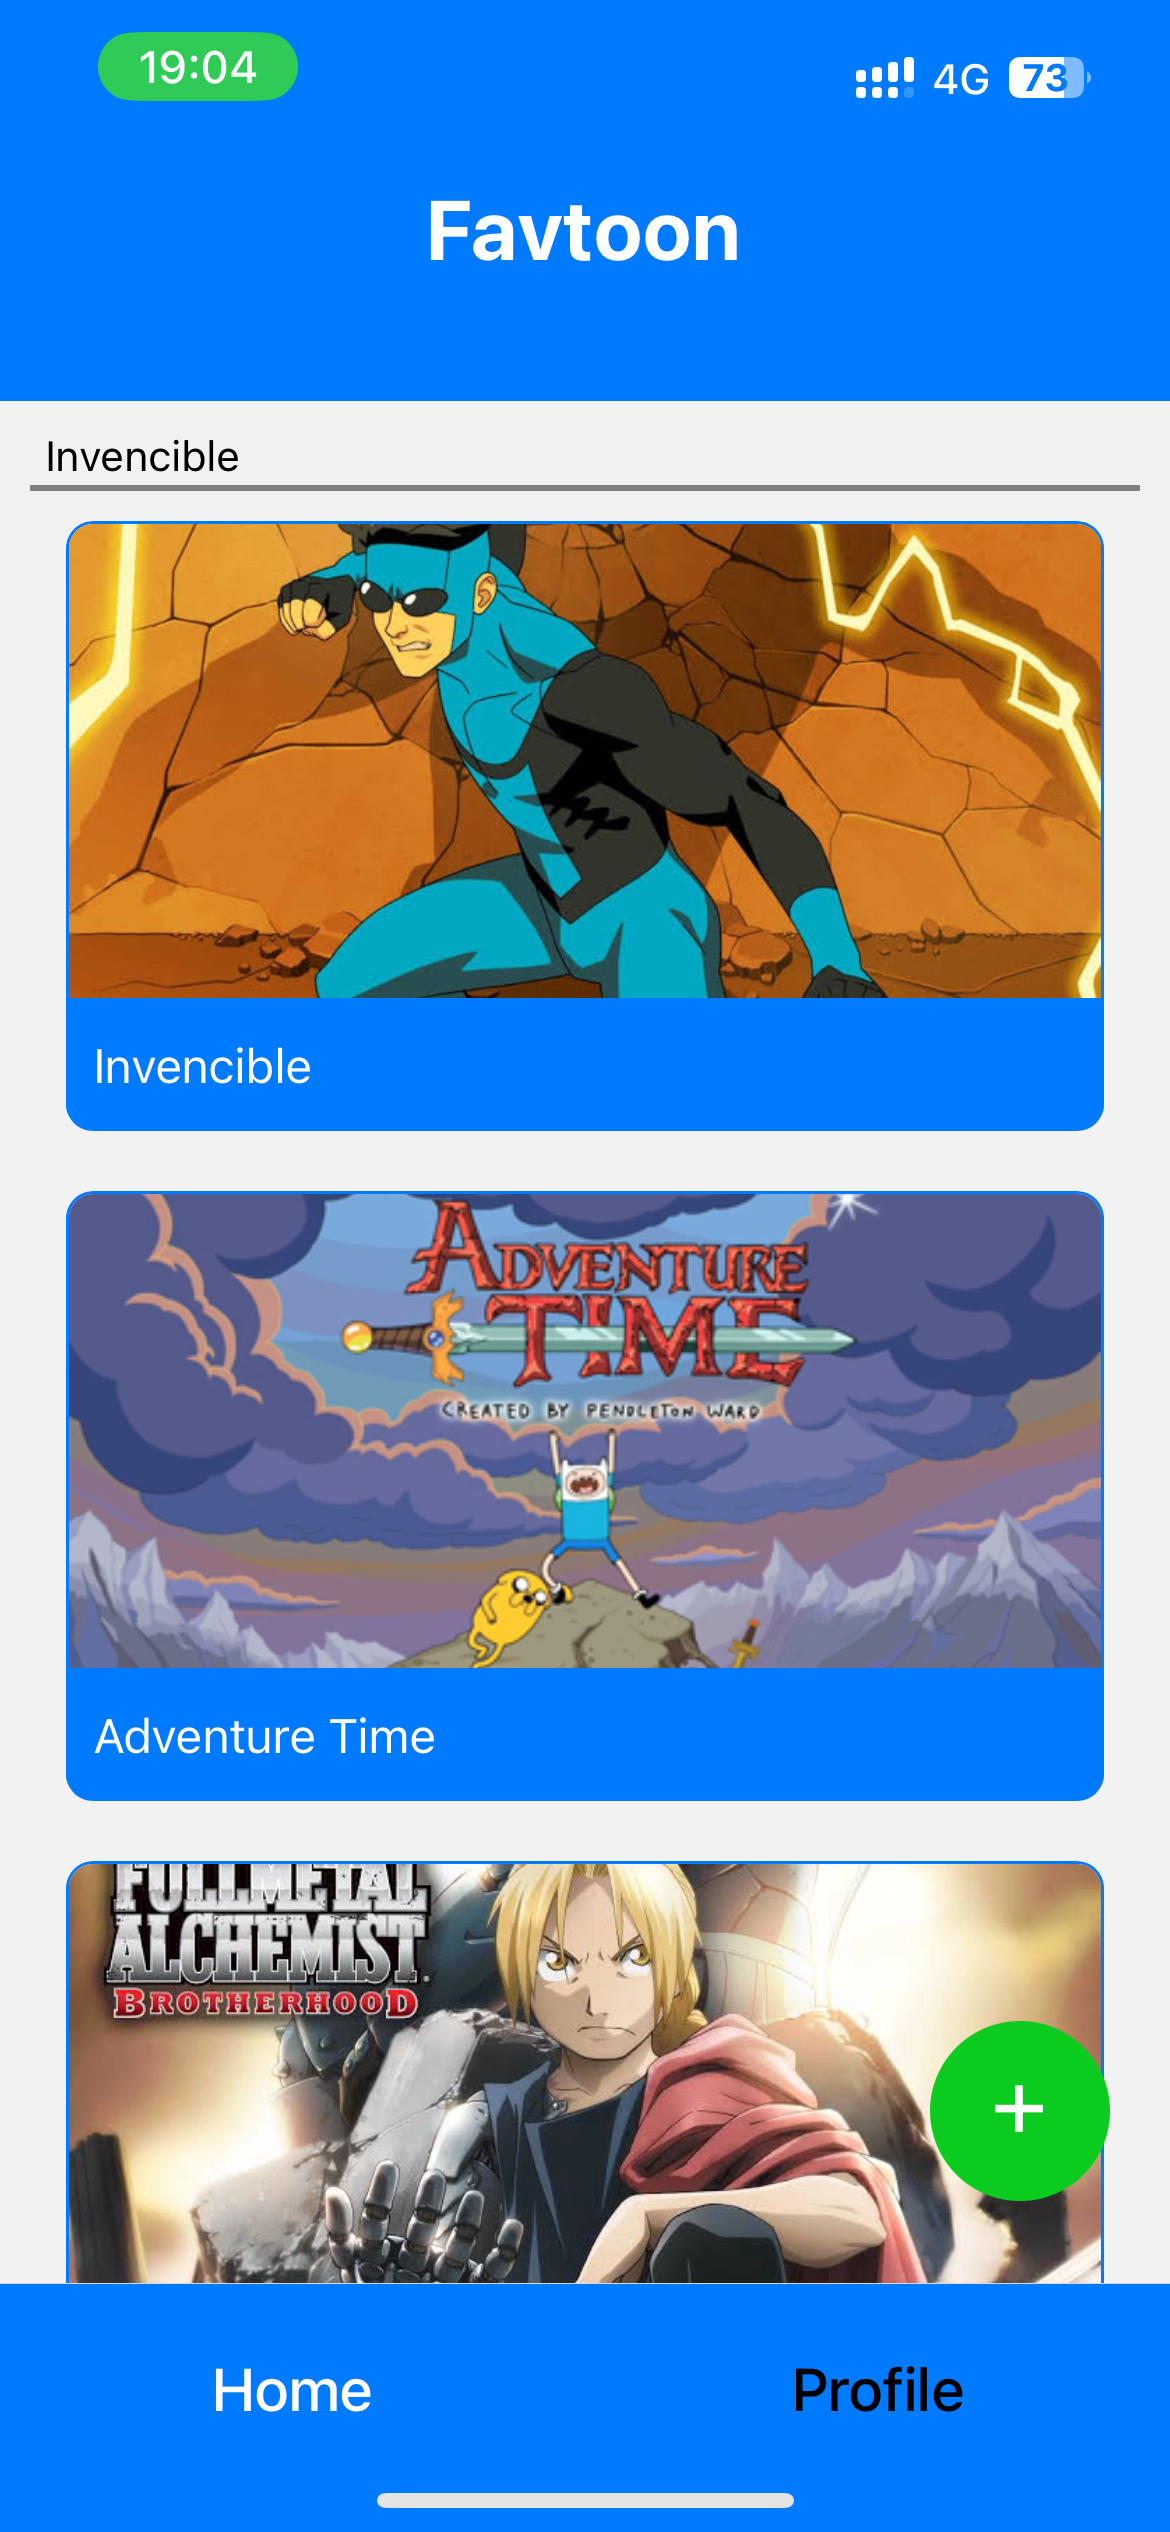 19:04
4G 73
Favtoon
Invencible
Invencible
ADVENTURE
TIME
CREATED BY PENDLETON WARD
Adventure Time
FULLMETAL
ALCHEMIST
BROTHERHOOD
+
Home
Profile